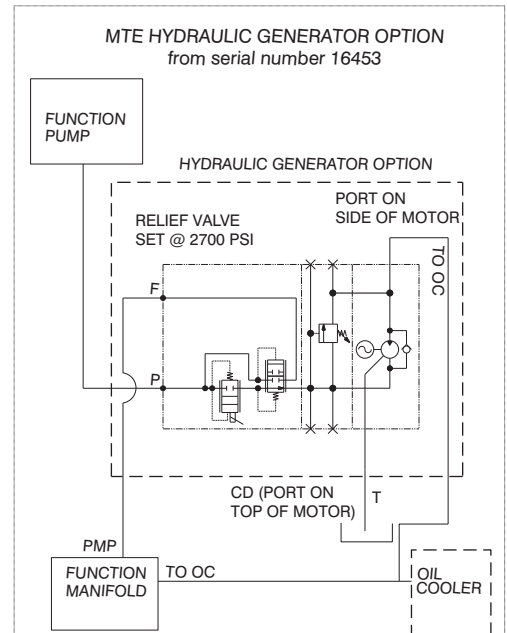 MTE HYDRAULIC GENERATOR OPTION
from serial number 16453
FUNCTION
PUMP
HYDRAULIC GENERATOR OPTION
PORT ON
SIDE OF MOTOR
RELIEF VALVE
SET @ 2700 PSI
TO OC
F
P
CD (PORT ON
TOP OF MOTOR)
T
PMP
FUNCTION
MANIFOLD
TO OC
OIL
COOLER